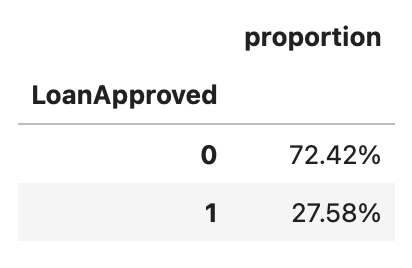 proportion
LoanApproved
0 72.42%
1 27.58%